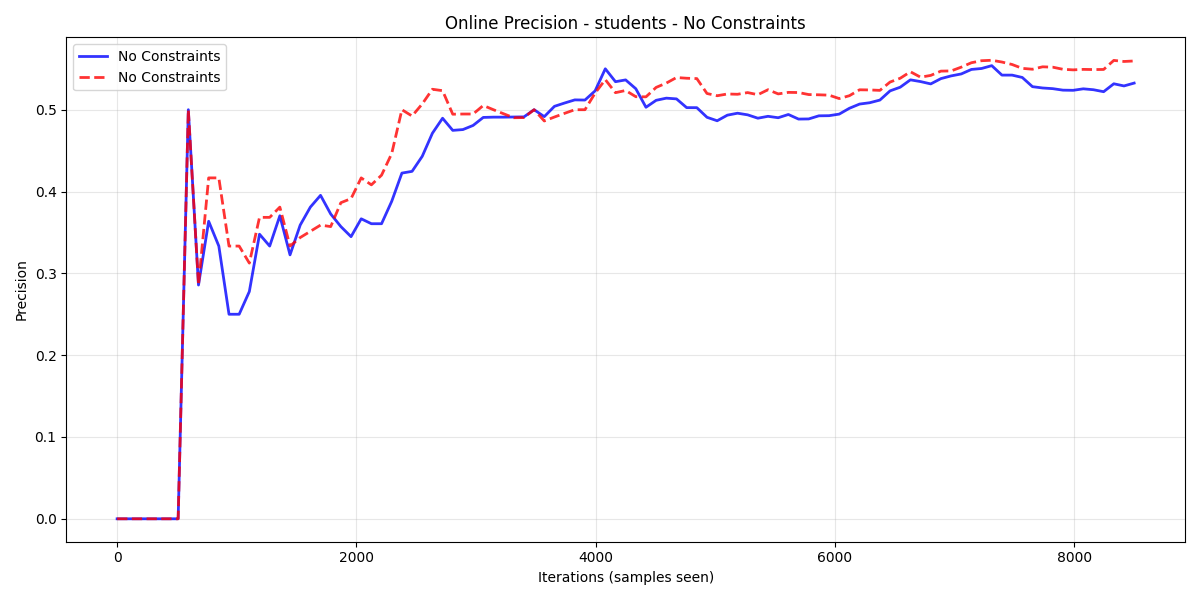 Online Precision - students - No Constraints
No Constraints
No Constraints
Precision
0.5
0.4
0.3
0.2
0.1
0.0
0 2000 4000 6000 8000
Iterations (samples seen)